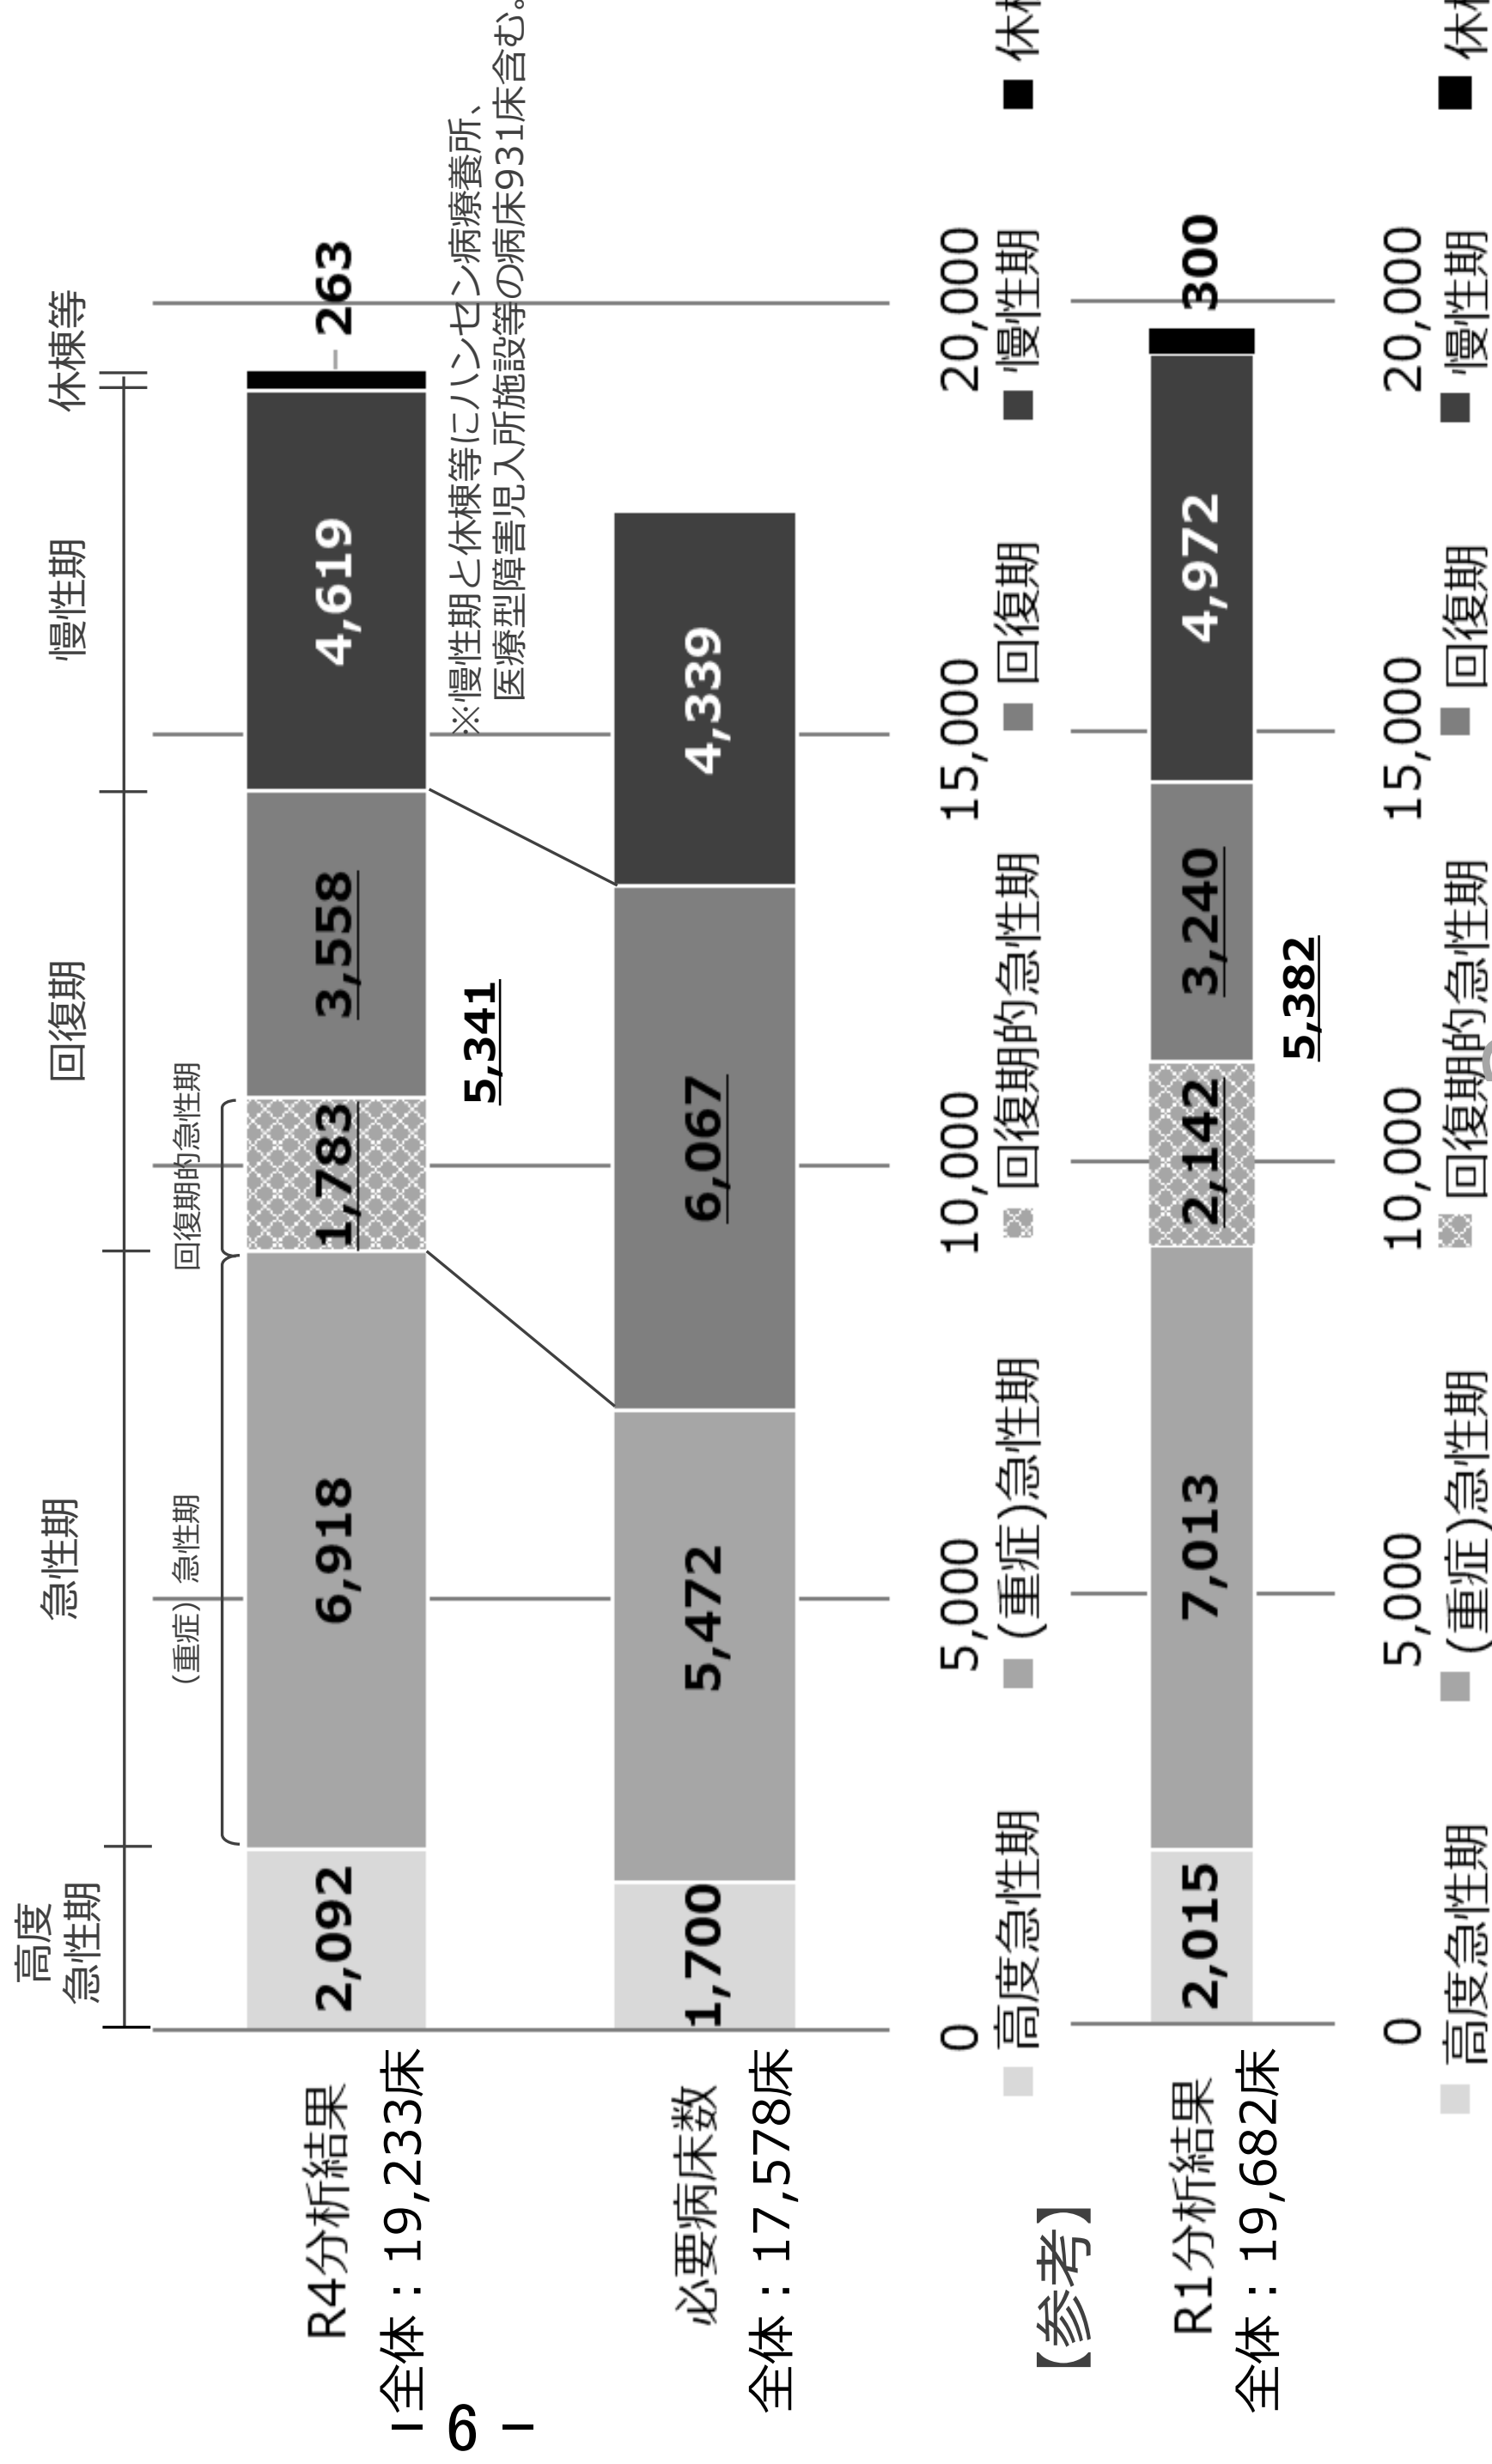 高度
急性期
急性期
回復期
慢性期
休棟等
（重症）急性期
回復期的急性期
R4分析結果
全体：19,233床
2,092
6,918
1,783
3,558
4,619
263
5,341
※慢性期と休棟等にハンセン病療養所、
医療型障害児入所施設等の病床931床含む。
必要病床数
全体：17,578床
1,700
5,472
6,067
4,339
0
5,000
10,000
15,000
20,000
高度急性期
(重症)急性期
回復期的急性期
回復期
慢性期
休
【参考】
R1分析結果
全体：19,682床
2,015
7,013
2,142
3,240
4,972
300
5,382
0
5,000
10,000
15,000
20,000
高度急性期
(重症)急性期
回復期的急性期
回復期
慢性期
休
− 6 −